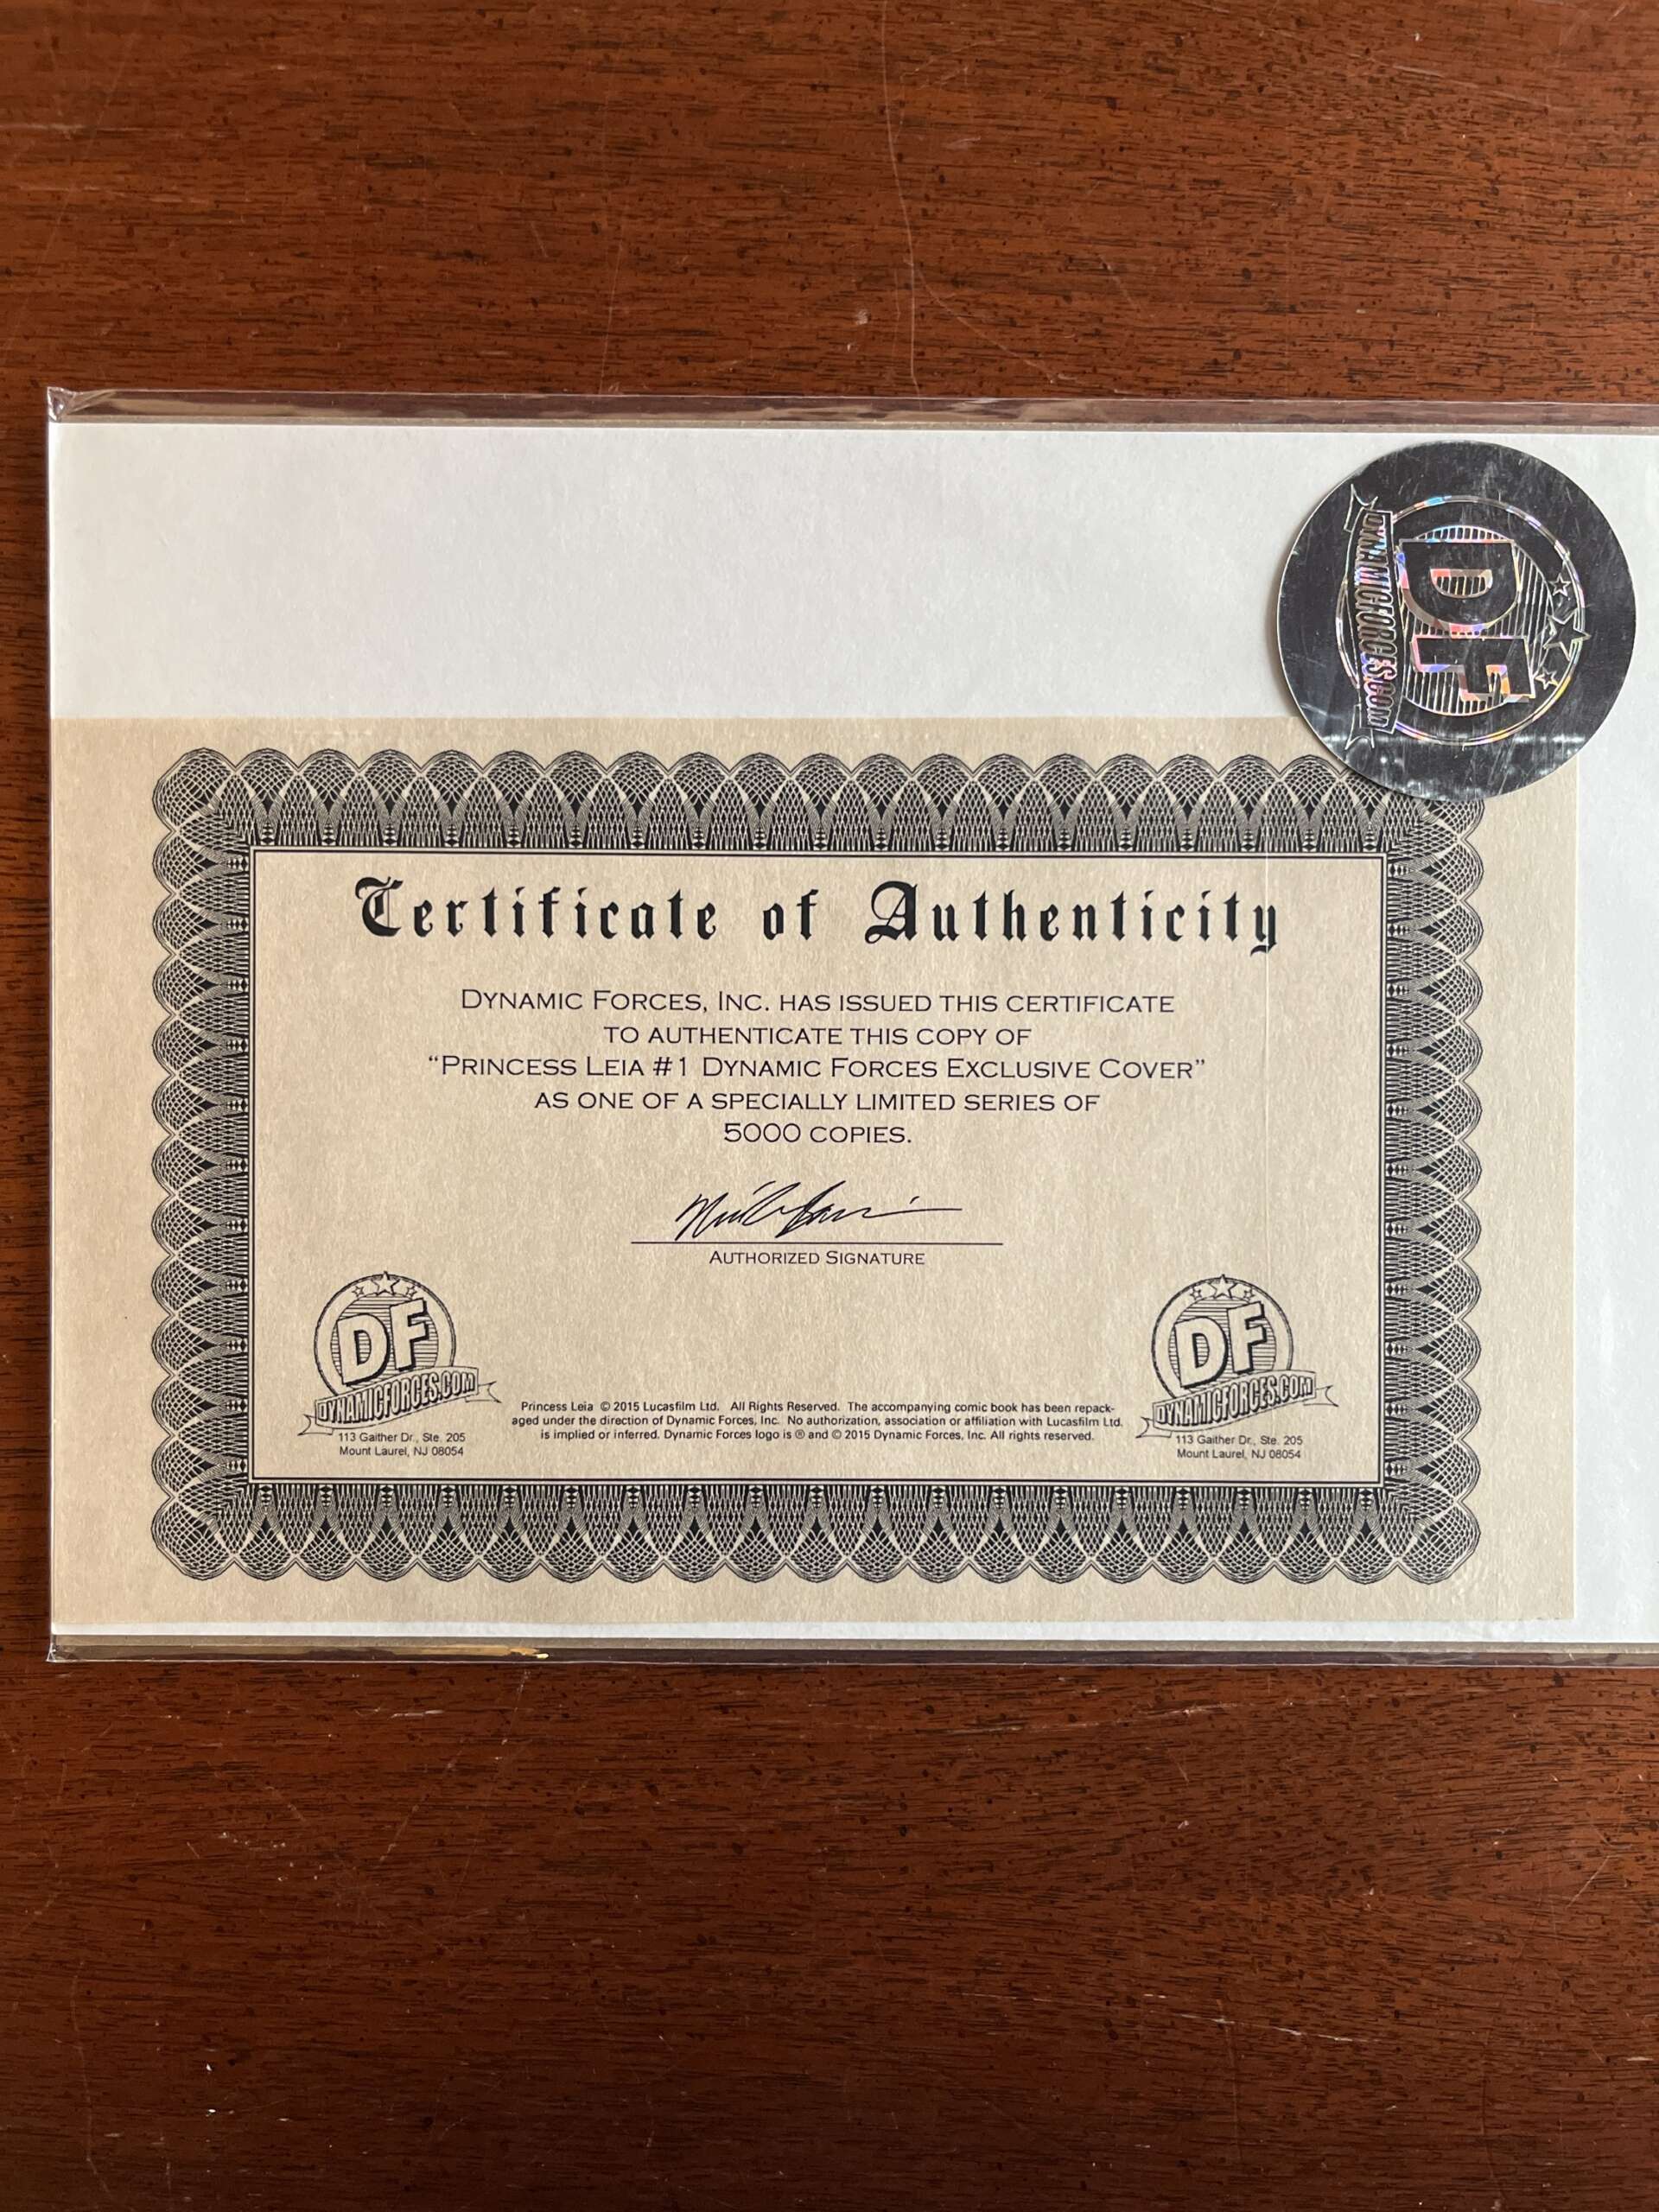 DF
DYNAMICFORCES.COM
Certificate of Authenticity
DYNAMIC FORCES, INC. HAS ISSUED THIS CERTIFICATE
TO AUTHENTICATE THIS COPY OF
“PRINCESS LEIA #1 DYNAMIC FORCES EXCLUSIVE COVER”
AS ONE OF A SPECIALLY LIMITED SERIES OF
5000 COPIES.
AUTHORIZED SIGNATURE
DF
DYNAMICFORCES.COM
113 Gaither Dr., Ste. 205
Mount Laurel, NJ 08054
Princess Leia © 2015 Lucasfilm Ltd. All Rights Reserved. The accompanying comic book has been repack-
aged under the direction of Dynamic Forces, Inc. No authorization, association or affiliation with Lucasfilm Ltd.
is implied or inferred. Dynamic Forces logo is ® and © 2015 Dynamic Forces, Inc. All rights reserved.
DF
DYNAMICFORCES.COM
113 Gaither Dr., Ste. 205
Mount Laurel, NJ 08054